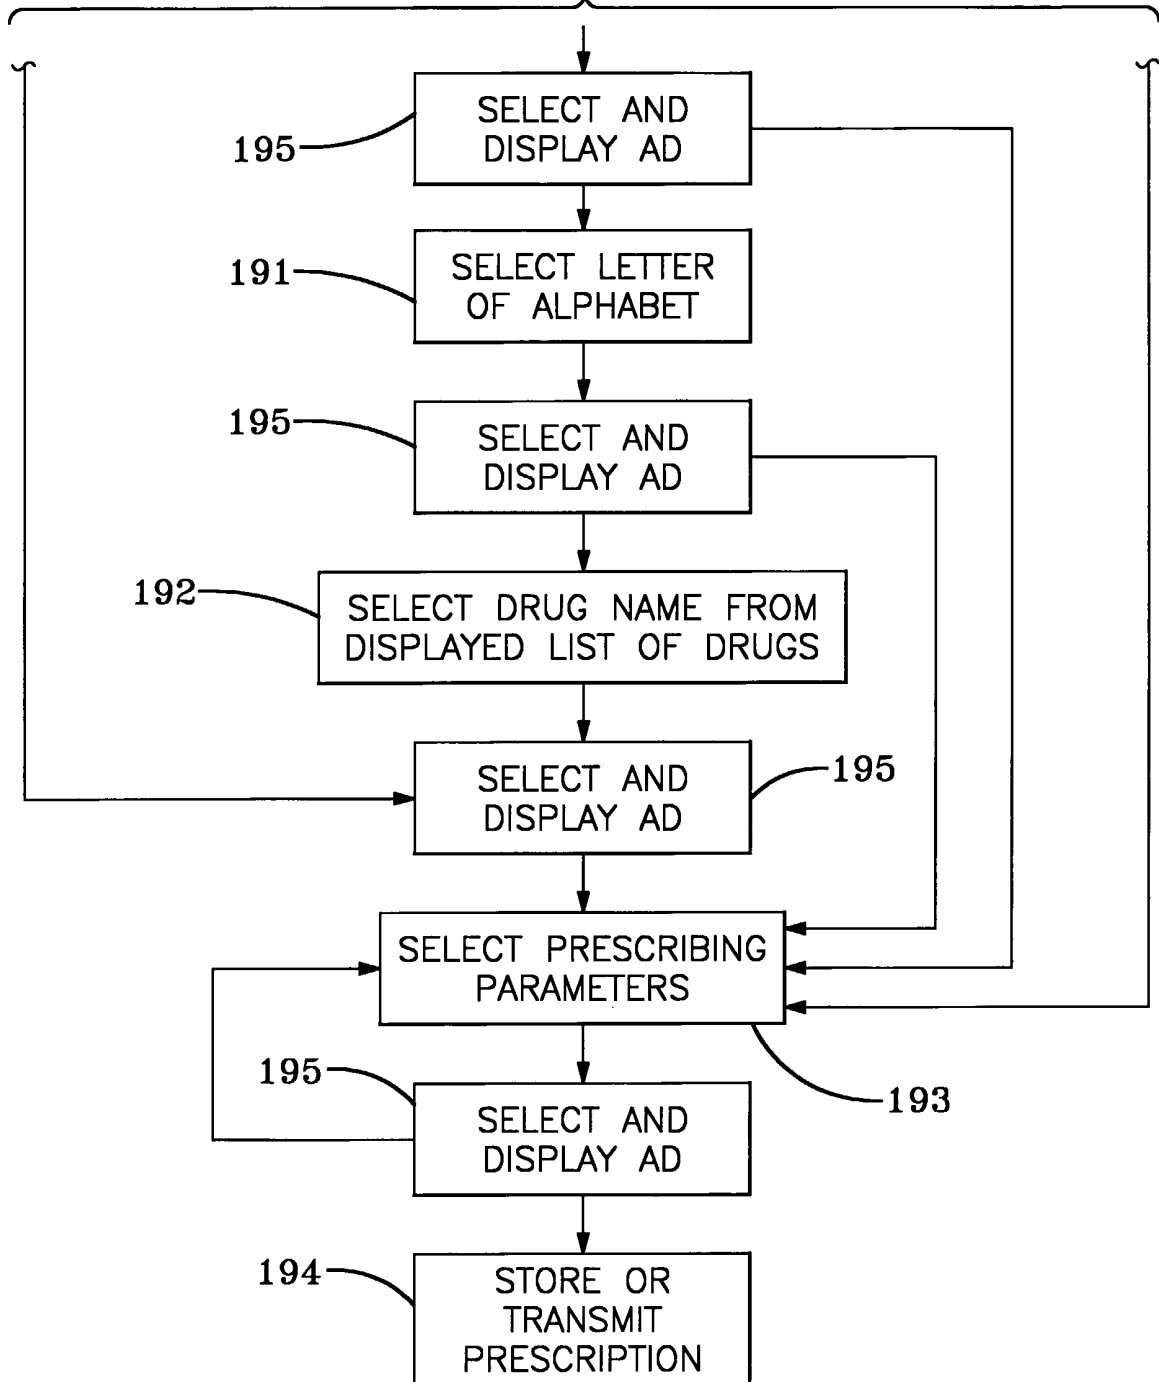 SELECT AND
DISPLAY AD
195
SELECT LETTER
OF ALPHABET
191
195
SELECT AND
DISPLAY AD
192
SELECT DRUG NAME FROM
DISPLAYED LIST OF DRUGS
SELECT AND
DISPLAY AD
195
SELECT PRESCRIBING
PARAMETERS
193
195
SELECT AND
DISPLAY AD
194
STORE OR
TRANSMIT
PRESCRIPTION